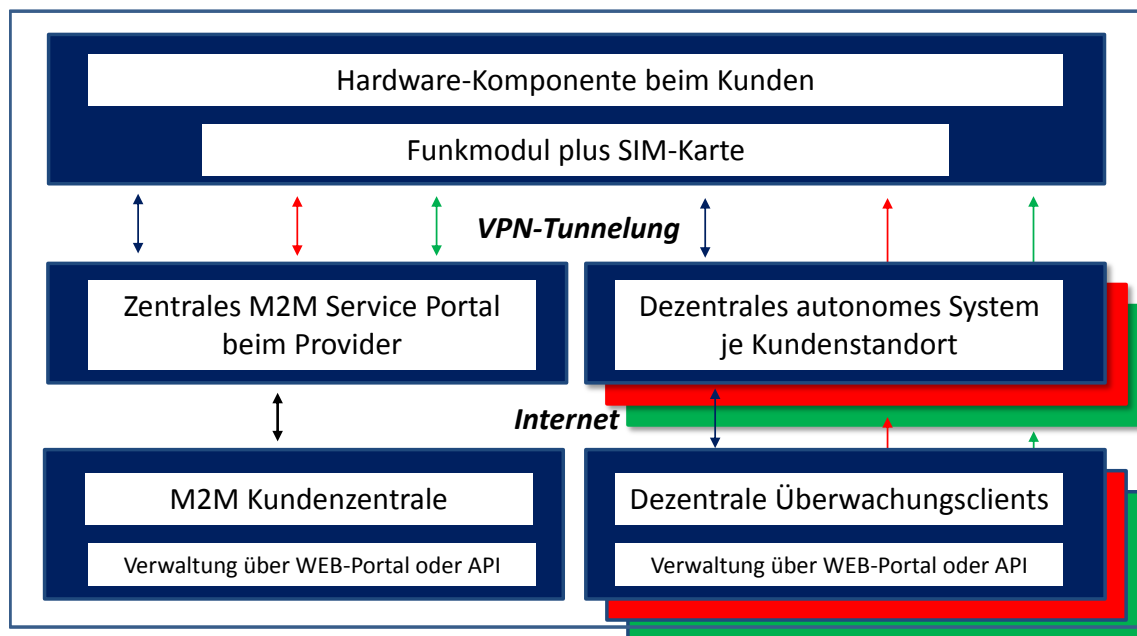 Hardware-Komponente beim Kunden
Funkmodul plus SIM-Karte
VPN-Tunnelung
Zentrales M2M Service Portal
beim Provider
Dezentrales autonomes System
je Kundenstandort
Internet
M2M Kundenzentrale
Verwaltung über WEB-Portal oder API
Dezentrale Überwachungsclients
Verwaltung über WEB-Portal oder API